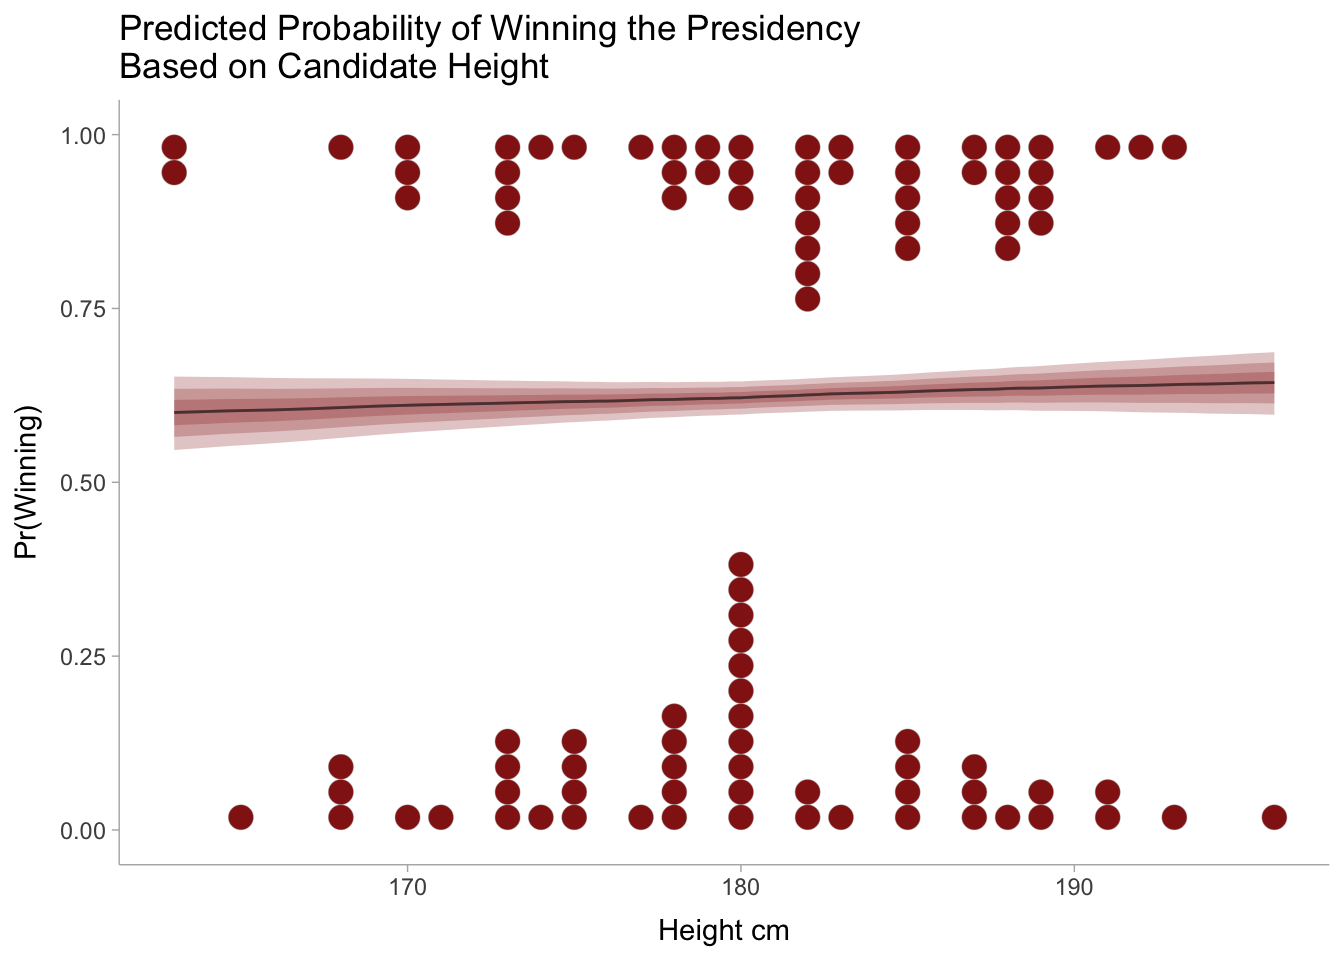 Predicted Probability of Winning the Presidency
Based on Candidate Height
Pr(Winning)
1.00
0.75
0.50
0.25
0.00
170
180
190
Height cm